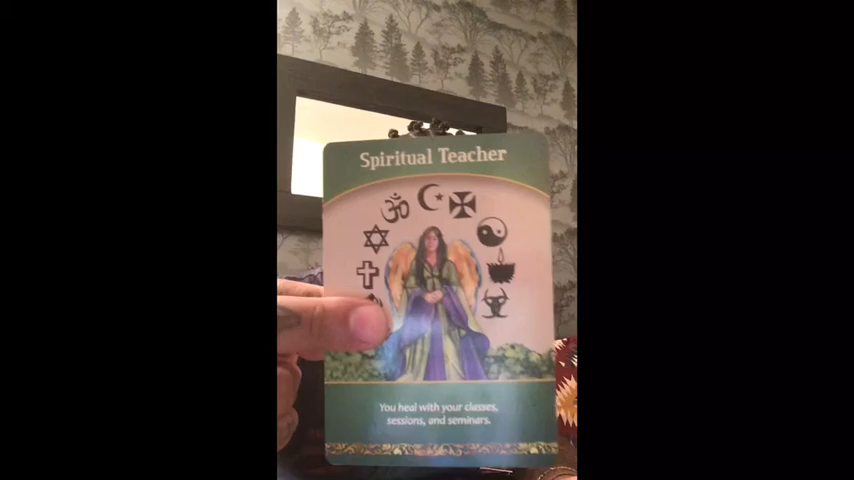 Spiritual Teacher
You heal with your classes,
sessions, and seminars.